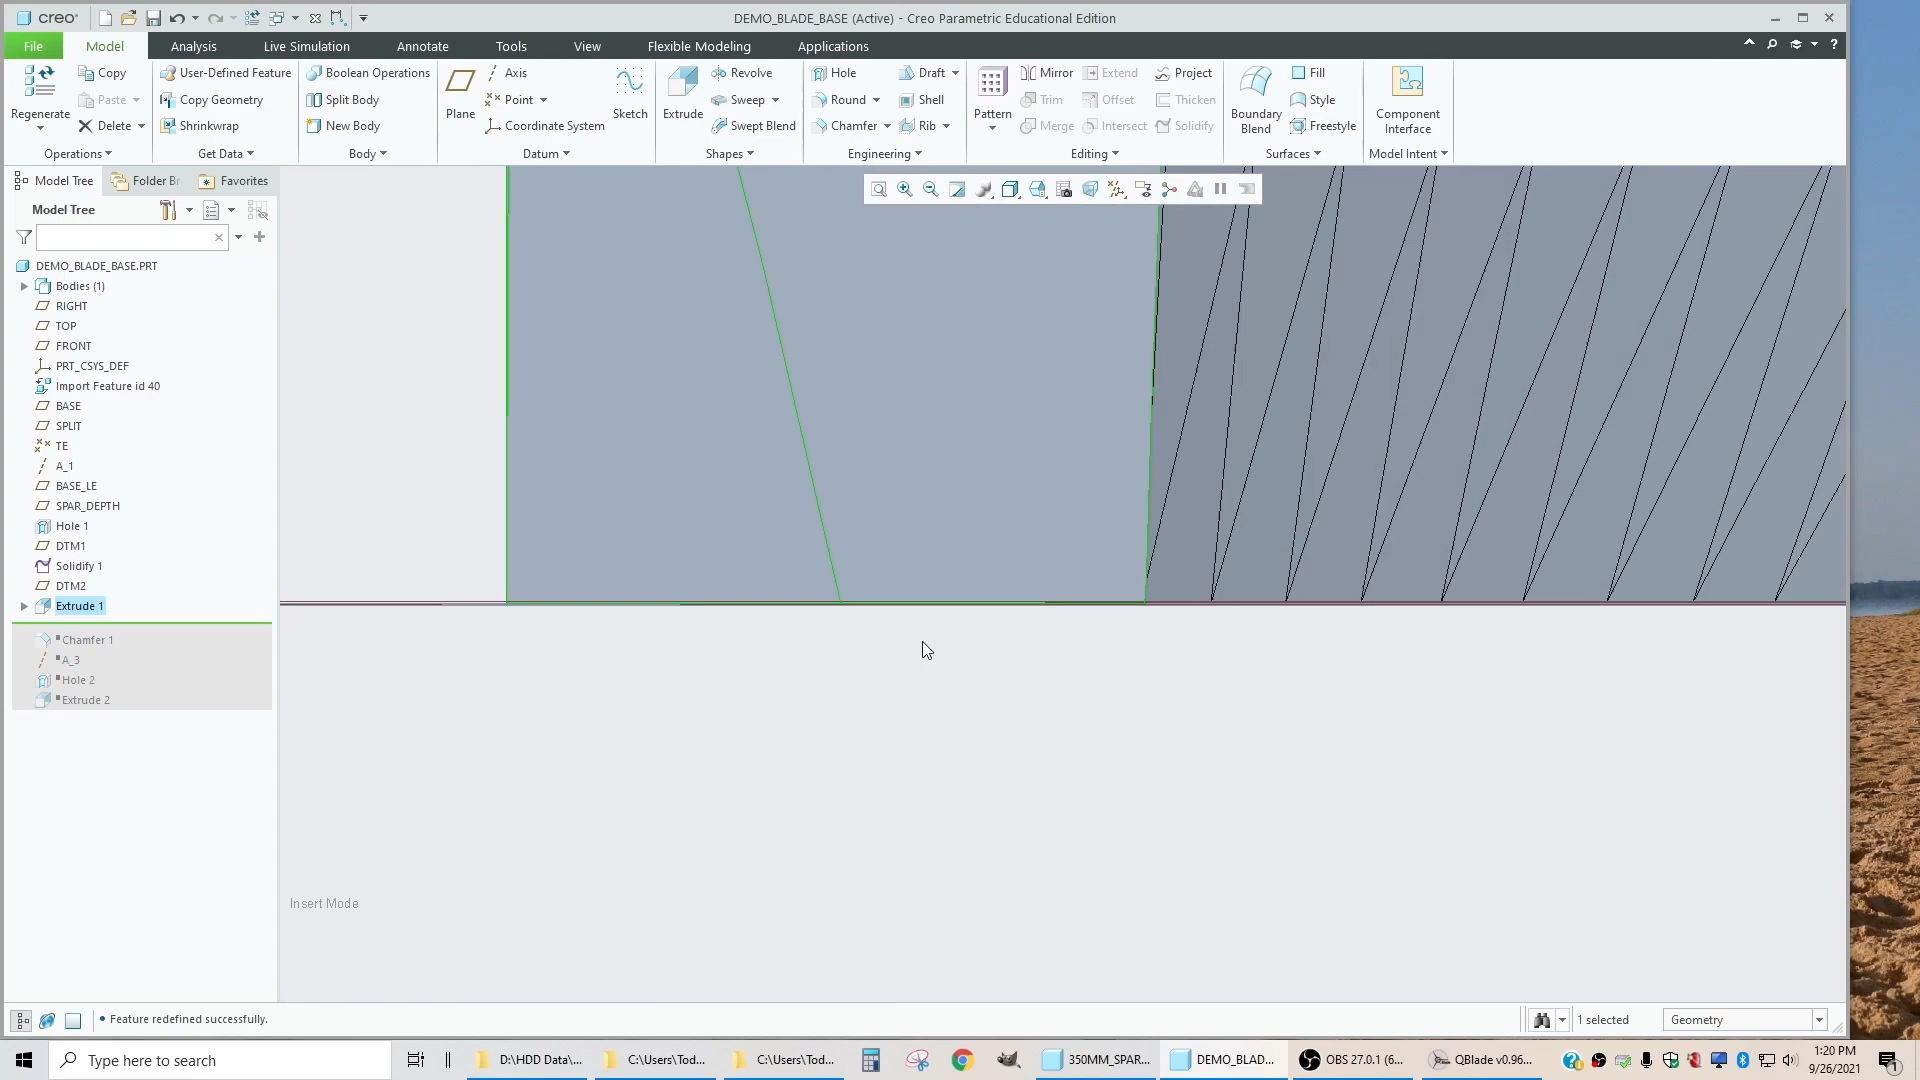 creo®
DEMO_BLADE_BASE (Active) - Creo Parametric Educational Edition
File
Model
Analysis
Live Simulation
Annotate
Tools
View
Flexible Modeling
Applications
Regenerate
Copy
Paste
Delete
Operations
User-Defined Feature
Copy Geometry
Shrinkwrap
Get Data
Boolean Operations
Split Body
New Body
Body
Plane
Axis
Point
Coordinate System
Sketch
Datum
Extrude
Revolve
Sweep
Swept Blend
Shapes
Hole
Round
Chamfer
Draft
Shell
Rib
Engineering
Pattern
Mirror
Trim
Merge
Extend
Offset
Intersect
Project
Thicken
Solidify
Editing
Boundary
Blend
Fill
Style
Freestyle
Surfaces
Component
Interface
Model Intent
Model Tree
Folder Br
Favorites
Model Tree
DEMO_BLADE_BASE.PRT
Bodies (1)
RIGHT
TOP
FRONT
PRT_CSYS_DEF
Import Feature id 40
BASE
SPLIT
TE
A_1
BASE_LE
SPAR_DEPTH
Hole 1
DTM1
Solidify 1
DTM2
Extrude 1
Chamfer 1
A_3
Hole 2
Extrude 2
Insert Mode
• Feature redefined successfully.
1 selected
Geometry
Type here to search
D:\HDD Data\...
C:\Users\Tod...
C:\Users\Tod...
350MM_SPAR...
DEMO_BLAD...
OBS 27.0.1 (6...
QBlade v0.96...
1:20 PM
9/26/2021
1